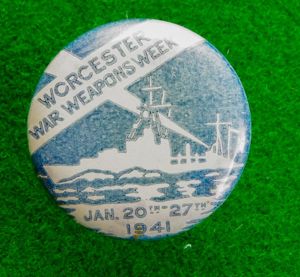 WORCESTER
WAR WEAPONS WEEK
JAN. 20TH-27TH
1941